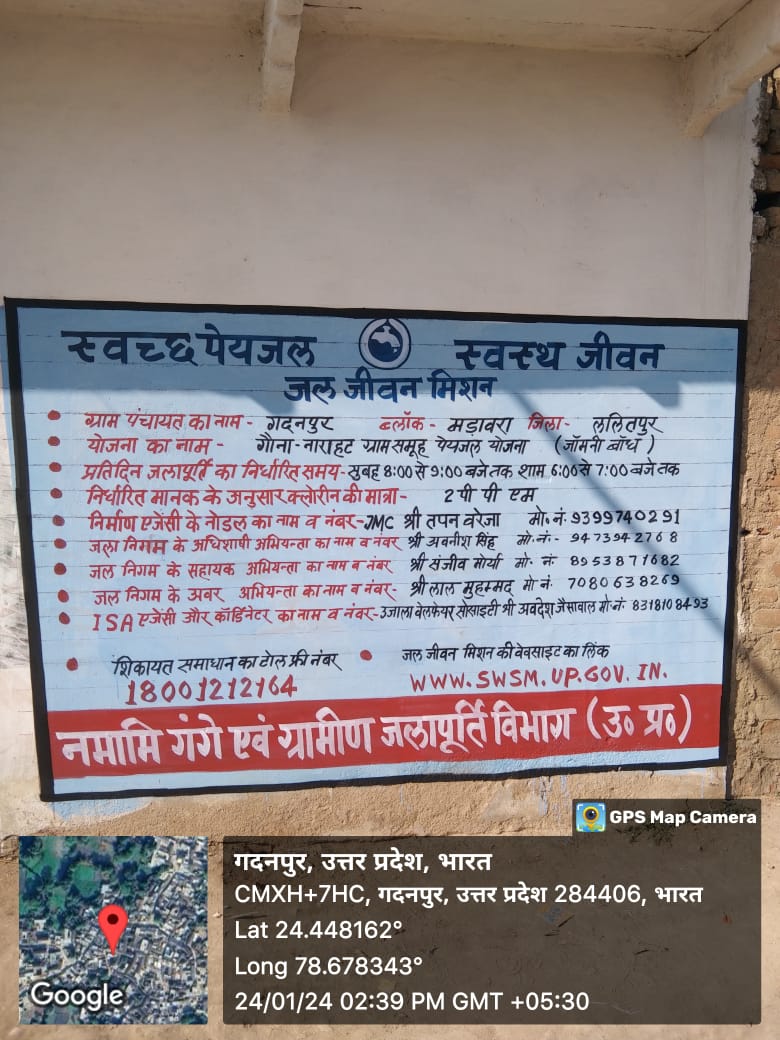 स्वच्छ पेयजल स्वस्थ जीवन
जल जीवन मिशन
ग्राम पंचायत का नाम - गदनपुर ब्लॉक - मड़ावरा जिला - ललितपुर
योजना का नाम - गौना-नाराहट ग्राम समूह पेयजल योजना (जॉमनी बाँध)
प्रतिदिन जलापूर्ति का निर्धारित समय - सुबह 8:00 से 9:00 बजे तक शाम 6:00 से 7:00 बजे तक
निर्धारित मानक के अनुसार क्लोरीन की मात्रा - 2 पी पी एम
निर्माण एजेंसी के नोडल का नाम व नंबर - JMC श्री तपन वरेजा मो. नं. 9399740291
जल निगम के अधिशाषी अभियन्ता का नाम व नंबर श्री अवनीश सिंह मो. नं. - 9473942768
जल निगम के सहायक अभियन्ता का नाम व नंबर श्री संजीव मोर्या मो. नं: 8953871682
जल निगम के अवर अभियन्ता का नाम व नंबर - श्री लाल मुहम्मद मो नं. 7080638269
ISA एजेंसी और कॉर्डिनेटर का नाम व नंबर - उजाला वेलफेयर सोसाइटी श्री अवदेश जैसवाल मो. नं: 8318108493
शिकायत समाधान का टोल फ्री नंबर
18001212164
जल जीवन मिशन की वेवसाइट का लिंक
WWW.SWSM.UP.GOV.IN.
नमामि गंगे एवं ग्रामीण जलापूर्ति विभाग (उ० प्र०)
GPS Map Camera
गदनपुर, उत्तर प्रदेश, भारत
CMXH+7HC, गदनपुर, उत्तर प्रदेश 284406, भारत
Lat 24.448162°
Long 78.678343°
24/01/24 02:39 PM GMT +05:30
Google